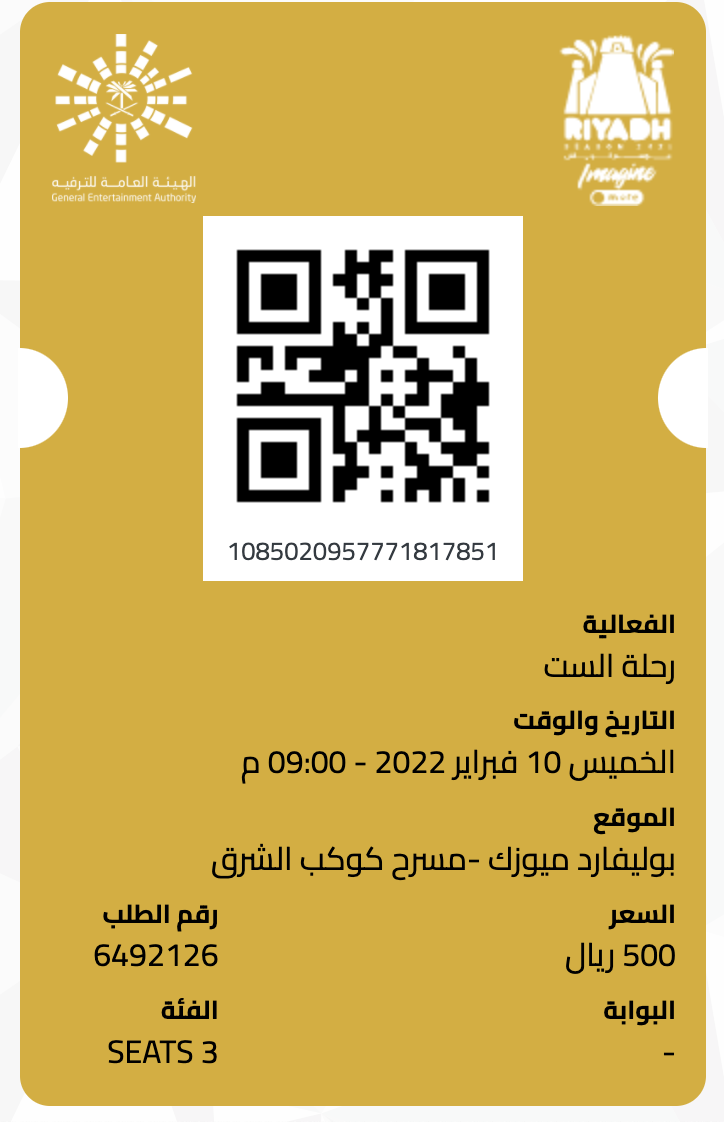 الهيئة العامة للترفيه
General Entertainment Authority
RIYADH
SEASON 2021
Imagine
more
1085020957771817851
الفعالية
رحلة الست
التاريخ والوقت
الخميس 10 فبراير 2022 - 09:00 م
الموقع
بوليفارد ميوزك -مسرح كوكب الشرق
السعر
500 ريال
رقم الطلب
6492126
البوابة
-
الفئة
SEATS 3